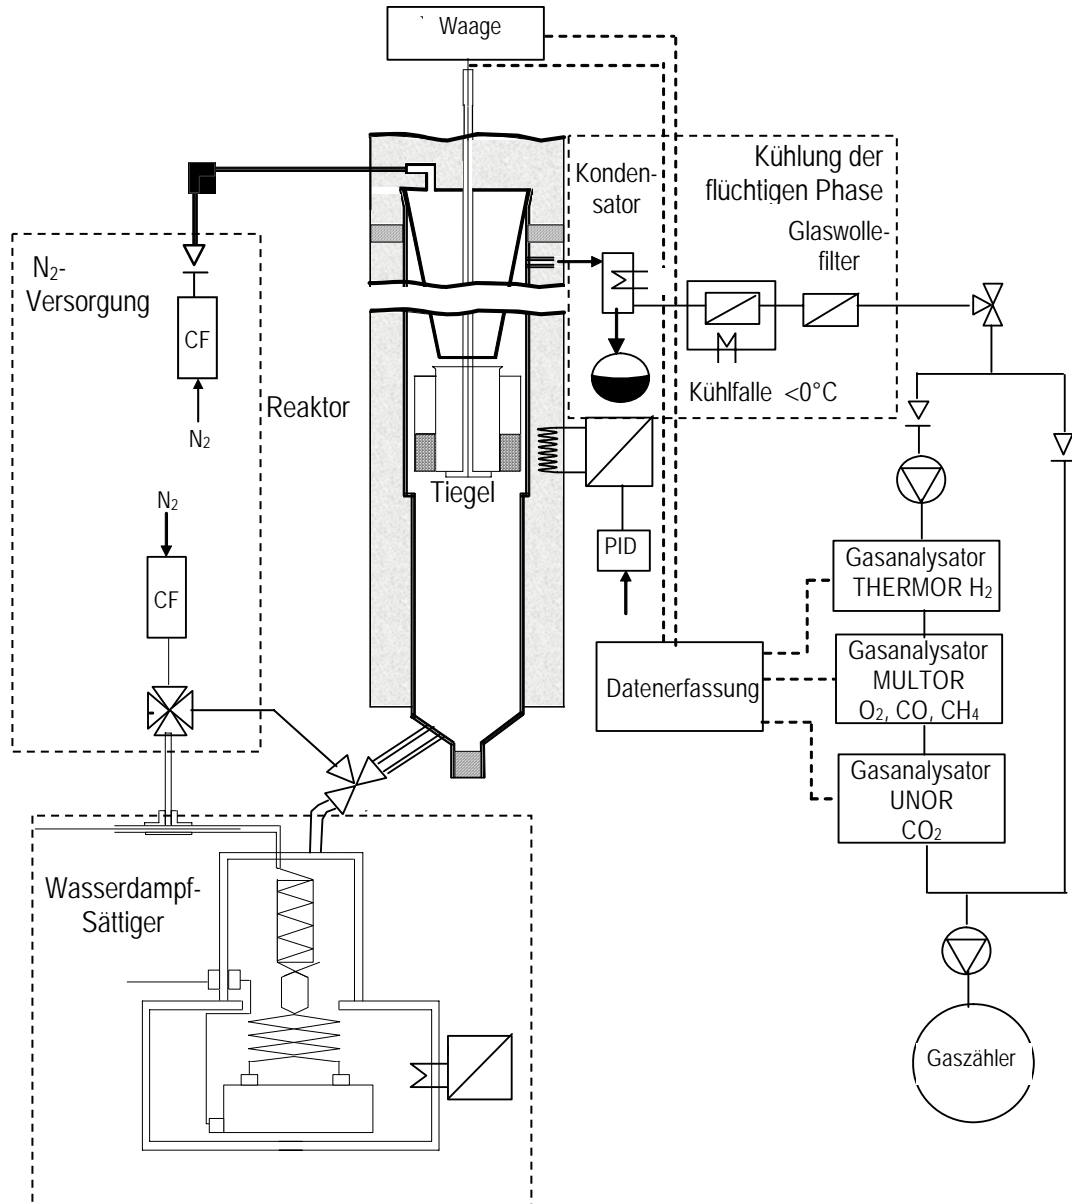 Waage
Kühlung der
flüchtigen Phase
Konden-
sator
Glaswolle-
filter
N₂-
Versorgung
CF
N₂
Reaktor
Kühlfalle <0°C
Tiegel
N₂
CF
PID
Gasanalysator
THERMOR H₂
Datenerfassung
Gasanalysator
MULTOR
O₂, CO, CH₄
Gasanalysator
UNOR
CO₂
Wasserdampf-
Sättiger
Gaszähler